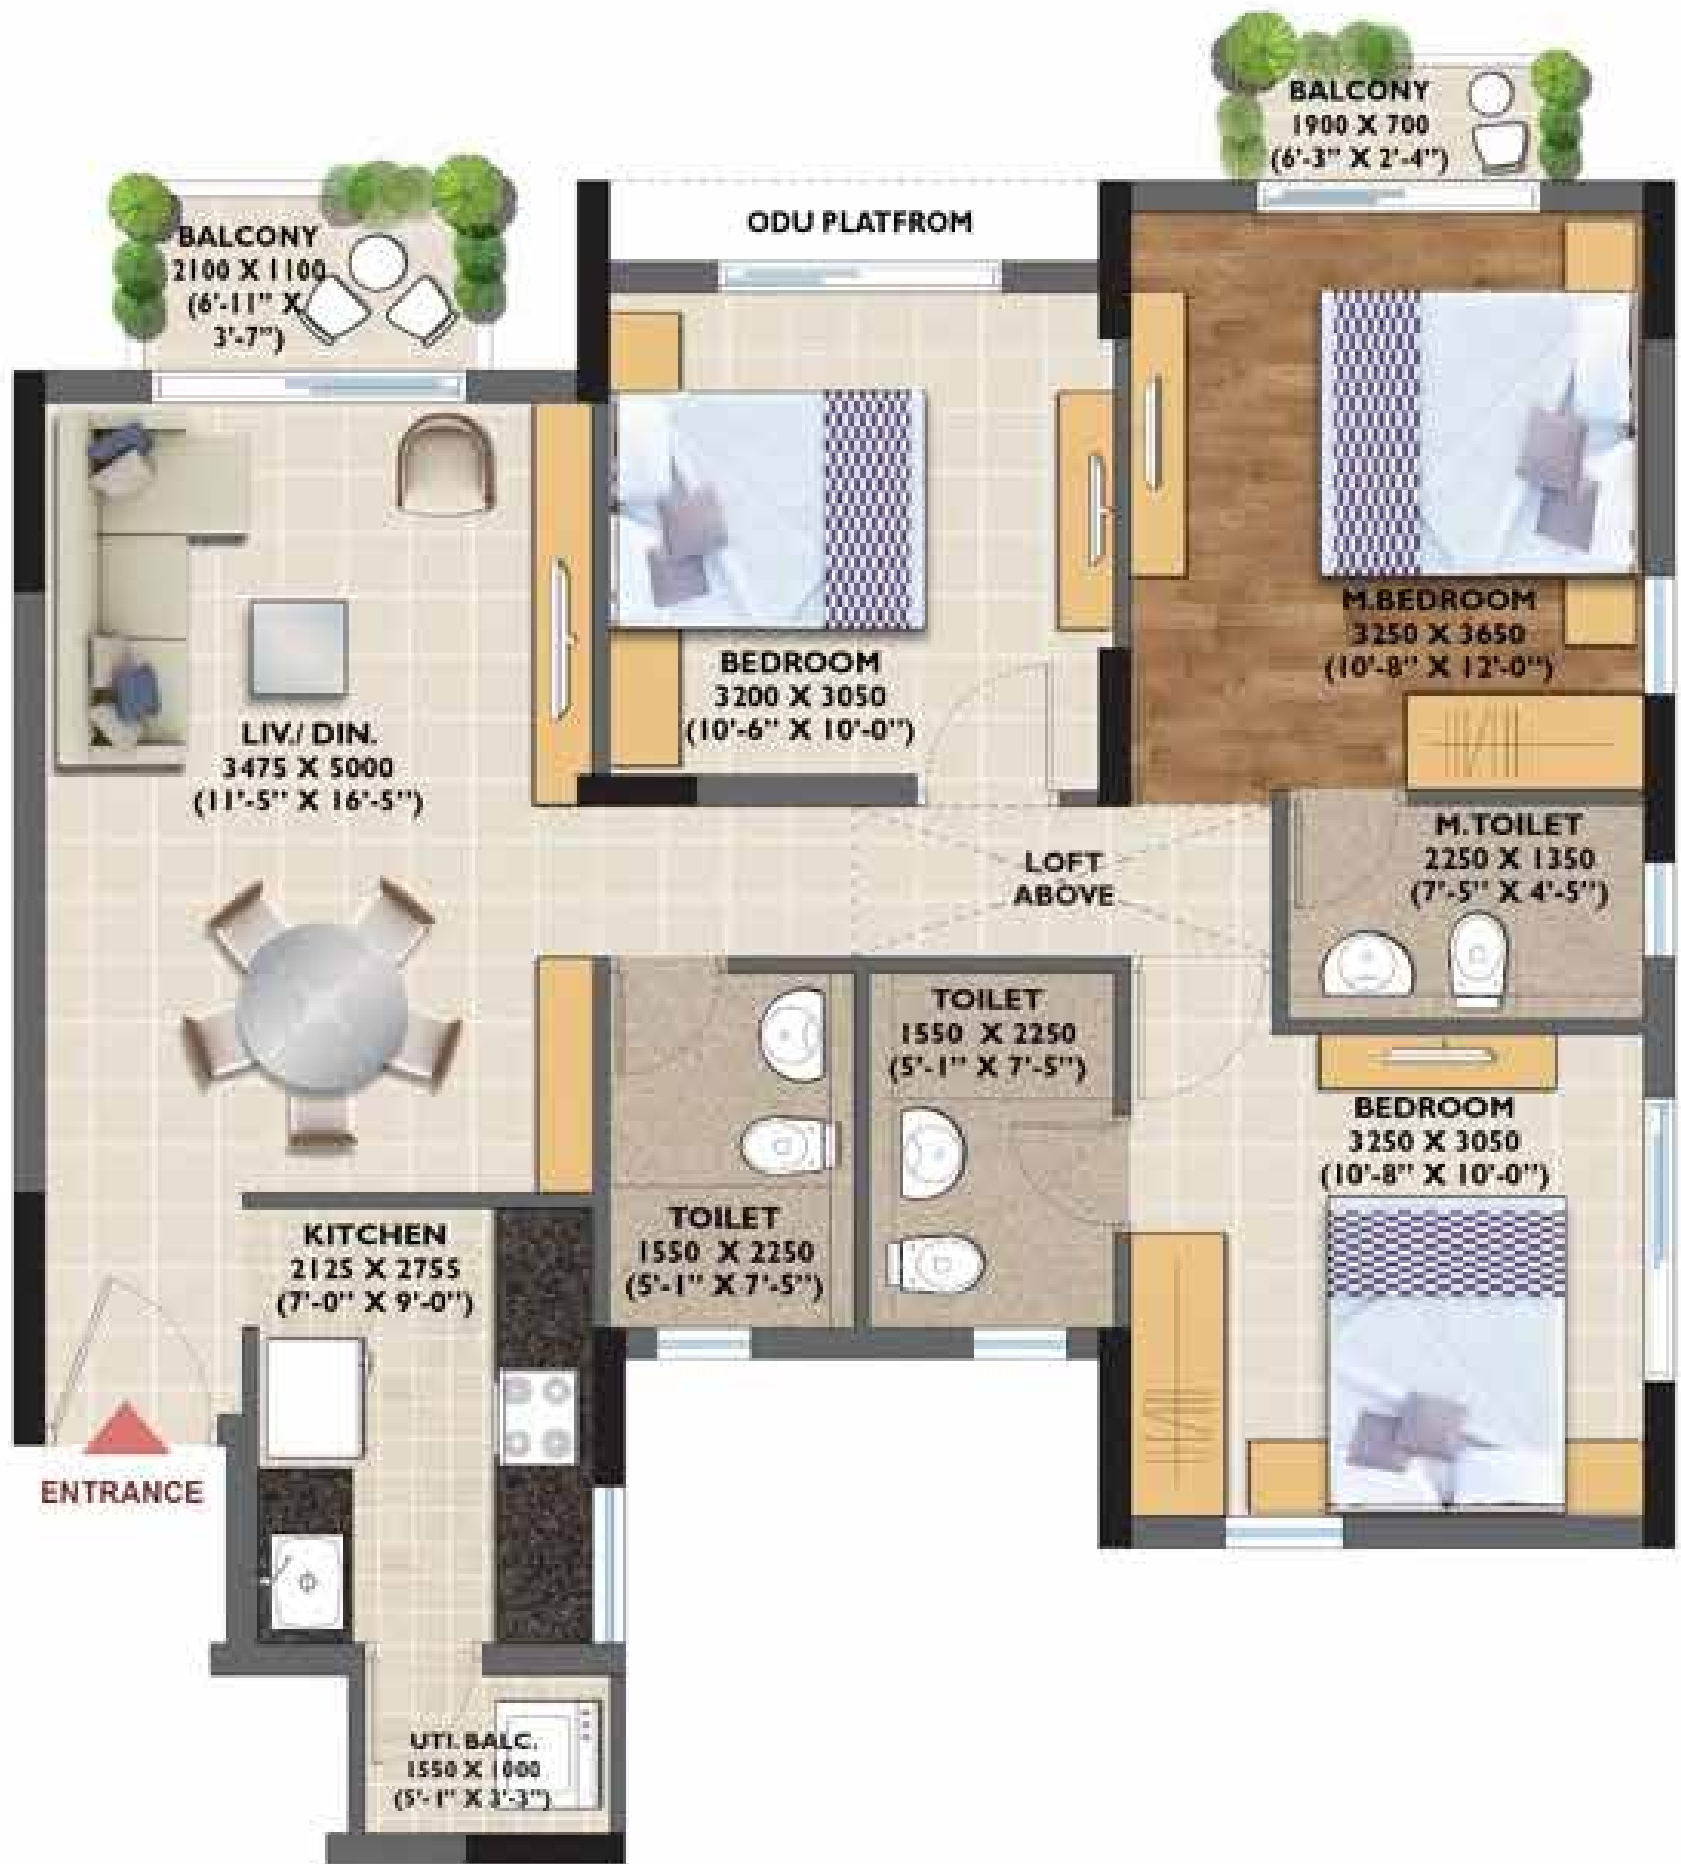 BALCONY
1900 X 700
(6'-3" X 2'-4")
BALCONY
2100 X 1100
(6'-11" X
3'-7")
ODU PLATFROM
M.BEDROOM
3250 X 3650
(10'-8" X 12'-0")
BEDROOM
3200 X 3050
(10'-6" X 10'-0")
LIV./ DIN.
3475 X 5000
(11'-5" X 16'-5")
LOFT
ABOVE
M.TOILET
2250 X 1350
(7'-5" X 4'-5")
TOILET
1550 X 2250
(5'-1" X 7'-5")
BEDROOM
3250 X 3050
(10'-8" X 10'-0")
TOILET
1550 X 2250
(5'-1" X 7'-5")
KITCHEN
2125 X 2755
(7'-0" X 9'-0")
ENTRANCE
UTI. BALC.
1550 X 1000
(5'-1" X 3'-3")